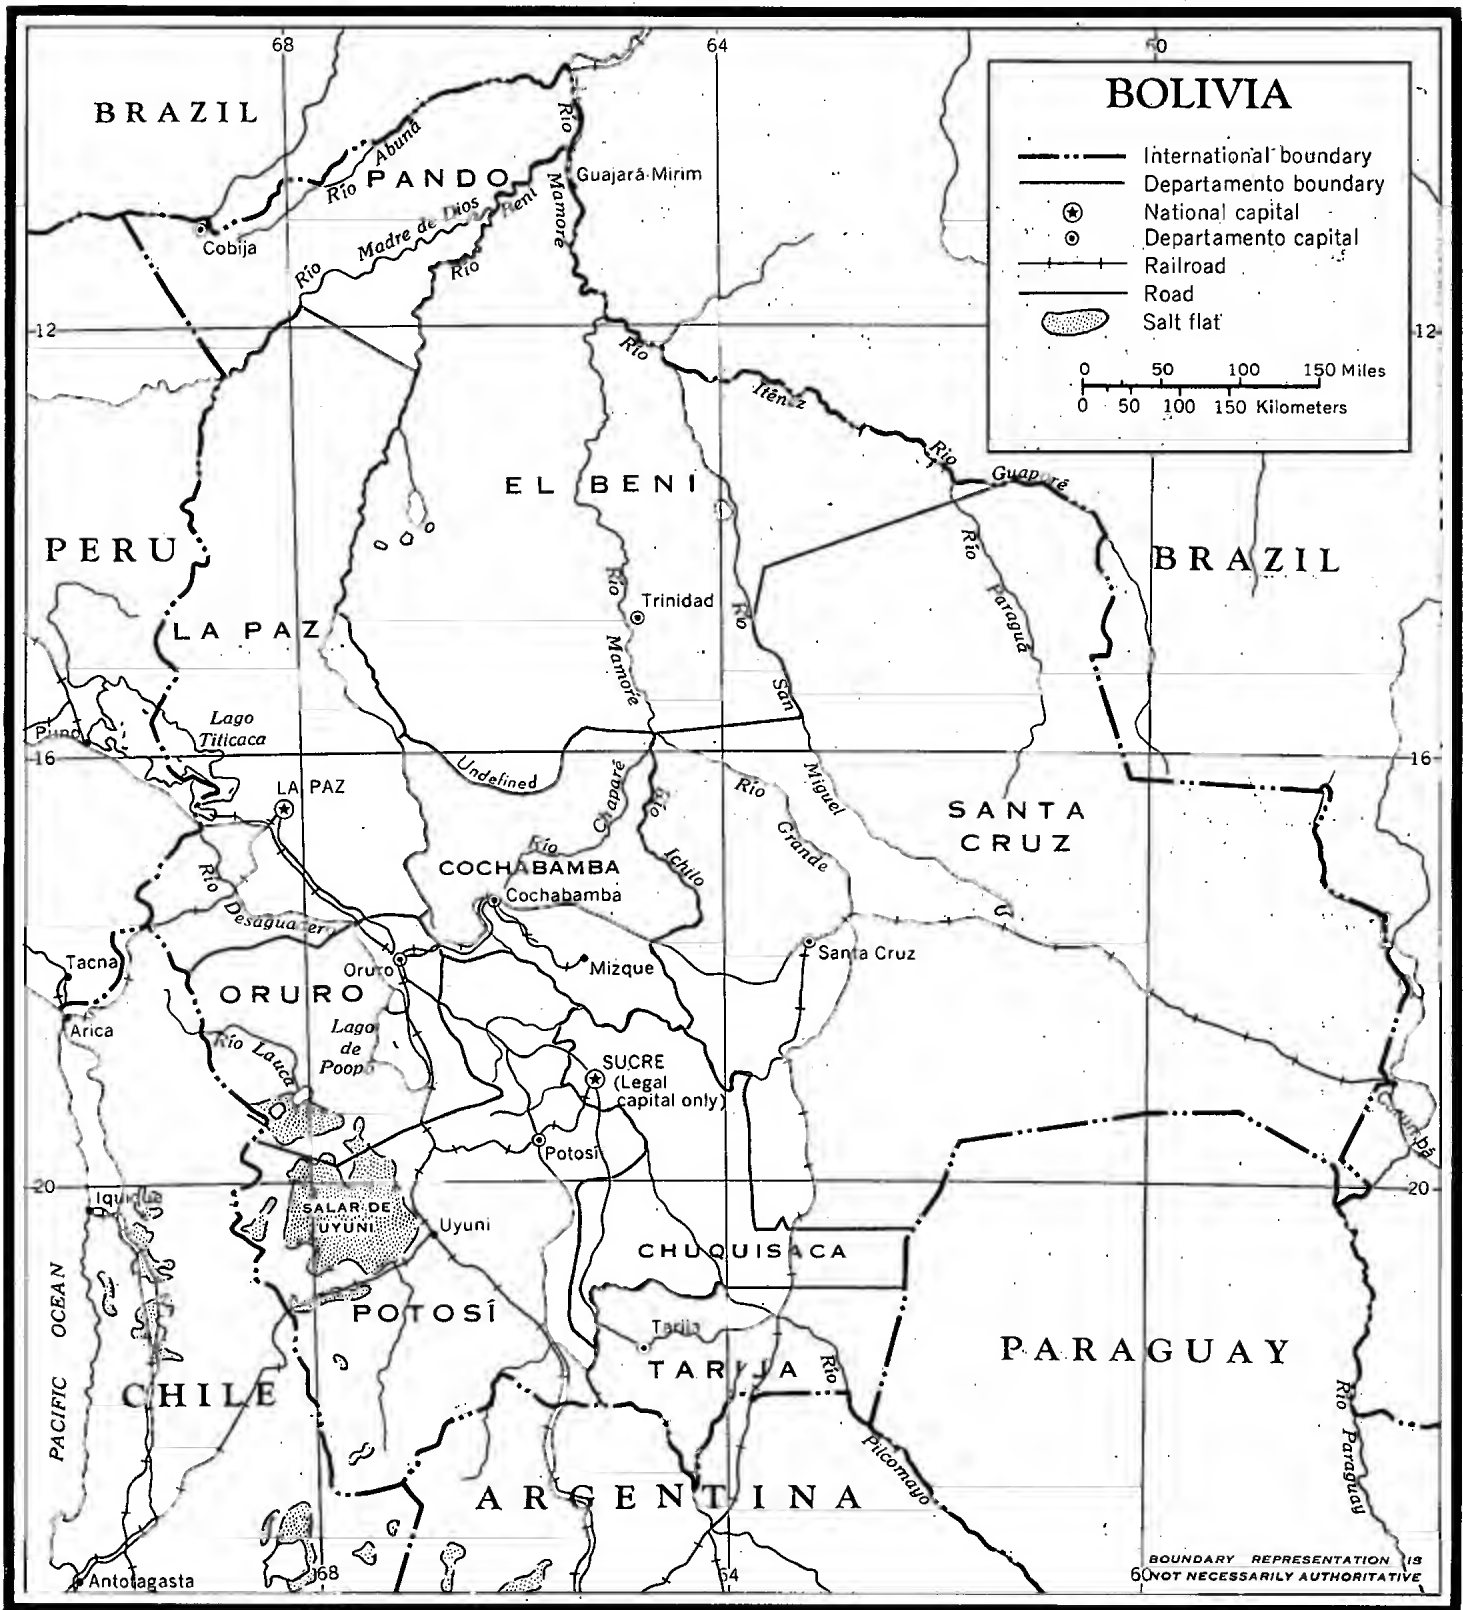 68
64
60
BRAZIL
BOLIVIA
International boundary
Departamento boundary
National capital
Departamento capital
Railroad
Road
Salt flat
0 50 100 150 Miles
0 50 100 150 Kilometers
Río Abuná
PANDO
Río
Guajará-Mirim
Mamoré
Cobija
Río Madre de Dios
Río Beni
12
12
Río Iténez
Río Guaporé
EL BENI
PERU
BRAZIL
Río Paraguá
Río Mamoré
Trinidad
LA PAZ
Río San Miguel
Lago
Titicaca
Puno
16
16
Undefined
LA PAZ
Río Chaparé
Río Ichilo
Río Grande
SANTA
CRUZ
COCHABAMBA
Cochabamba
Río Desaguadero
Tacna
Oruro
Mizque
Santa Cruz
ORURO
Arica
Lago
de
Poopó
Río Lauca
SUCRE
(Legal
capital only)
Corumbá
Potosí
20
20
Iquique
SALAR DE
UYUNI
Uyuni
CHUQUISACA
PACIFIC OCEAN
POTOSÍ
Tarija
TARIJA
Río Pilcomayo
PARAGUAY
CHILE
Río Paraguay
ARGENTINA
Antofagasta
68
64
60
BOUNDARY REPRESENTATION IS
NOT NECESSARILY AUTHORITATIVE